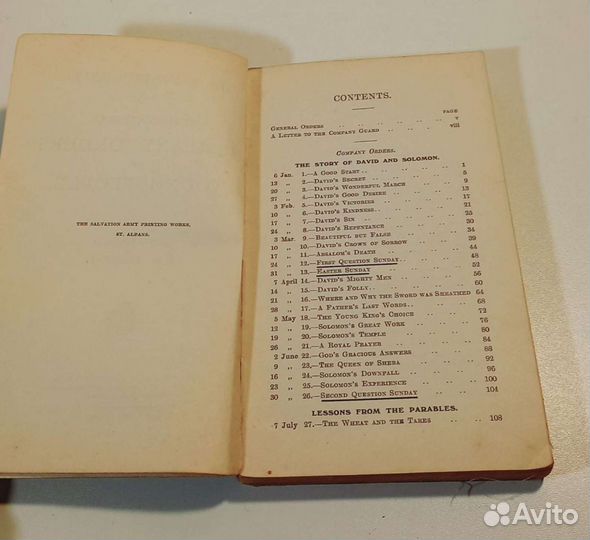 THE SALVATION ARMY PRINTING WORKS,
ST. ALBANS.
CONTENTS.
PAGE
GENERAL ORDERS .. .. .. .. .. .. v
A LETTER TO THE COMPANY GUARD .. .. .. viii
COMPANY ORDERS.
THE STORY OF DAVID AND SOLOMON.
6 Jan. 1.—A GOOD START.. .. .. .. .. 1
13 „ 2.—DAVID'S SECRET .. .. .. .. 5
20 „ 3.—DAVID'S WONDERFUL MARCH .. .. .. 9
27 „ 4.—DAVID'S GOOD DESIRE .. .. .. 13
3 Feb. 5.—DAVID'S VICTORIES .. .. .. .. 17
10 „ 6.—DAVID'S KINDNESS.. .. .. .. 21
17 „ 7.—DAVID'S SIN .. .. .. .. .. 25
24 „ 8.—DAVID'S REPENTANCE .. .. .. 30
3 Mar. 9.—BEAUTIFUL BUT FALSE .. .. .. 34
10 „ 10.—DAVID'S CROWN OF SORROW .. .. .. 39
17 „ 11.—ABSALOM'S DEATH .. .. .. .. 44
24 „ 12.—FIRST QUESTION SUNDAY.. .. .. 48
31 „ 13.—EASTER SUNDAY .. .. .. .. 52
7 April 14.—DAVID'S MIGHTY MEN .. .. .. 56
14 „ 15.—DAVID'S FOLLY .. .. .. .. 60
21 „ 16.—WHERE AND WHY THE SWORD WAS SHEATHED 64
28 „ 17.—A FATHER'S LAST WORDS.. .. .. 68
5 May 18.—THE YOUNG KING'S CHOICE .. .. .. 72
12 „ 19.—SOLOMON'S GREAT WORK .. .. .. 76
19 „ 20.—SOLOMON'S TEMPLE .. .. .. .. 80
26 „ 21.—A ROYAL PRAYER .. .. .. .. 84
2 June 22.—GOD'S GRACIOUS ANSWERS .. .. .. 88
9 „ 23.—THE QUEEN OF SHEBA .. .. .. 92
16 „ 24.—SOLOMON'S DOWNFALL .. .. .. 96
23 „ 25.—SOLOMON'S EXPERIENCE .. .. .. 100
30 „ 26.—SECOND QUESTION SUNDAY .. .. .. 104
LESSONS FROM THE PARABLES.
7 July 27.—THE WHEAT AND THE TARES .. .. .. 108
Avito